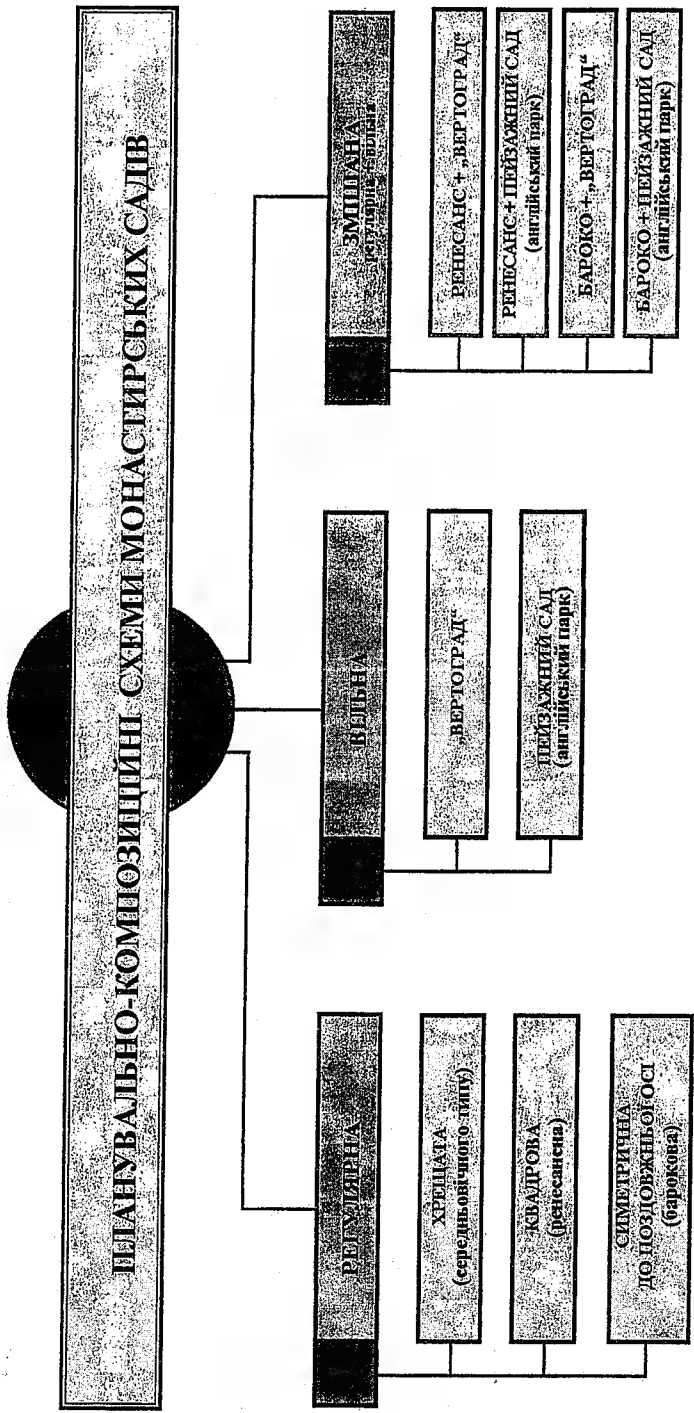 ПЛАНУВАЛЬНО-КОМПОЗИЦІЙНІ СХЕМИ МОНАСТИРСЬКИХ САДІВ
РЕГУЛЯРНА
ХРЕЩАТА
(середньовічного типу)
КВАДРОВА
(ренесансна)
СИМЕТРИЧНА
ДО ПОЗДОВЖНЬОГО ОСІ
(барокова)
ВІЛЬНА
„ВЕРТОГРАД“
ПЕЙЗАЖНИЙ САД
(англійський парк)
ЗМІШАНА
регулярна + вільна
РЕНЕСАНС + „ВЕРТОГРАД“
РЕНЕСАНС + ПЕЙЗАЖНИЙ САД
(англійський парк)
БАРОКО + „ВЕРТОГРАД“
БАРОКО + ПЕЙЗАЖНИЙ САД
(англійський парк)